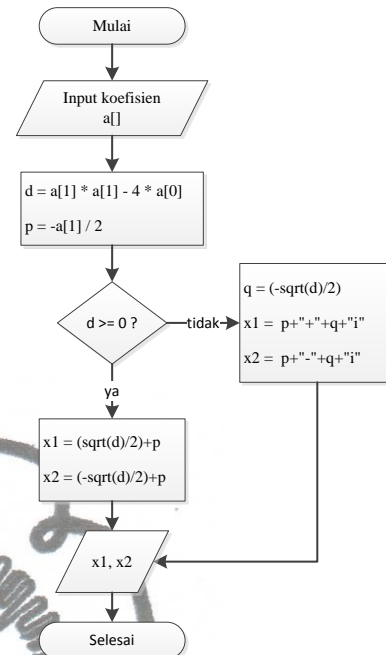 Mulai
Input koefisien
a[]
d = a[1] * a[1] - 4 * a[0]
p = -a[1] / 2
d >= 0 ?
tidak
q = (-sqrt(d)/2)
x1 = p+"+"+q+"i"
x2 = p+"-"+q+"i"
ya
x1 = (sqrt(d)/2)+p
x2 = (-sqrt(d)/2)+p
x1, x2
Selesai